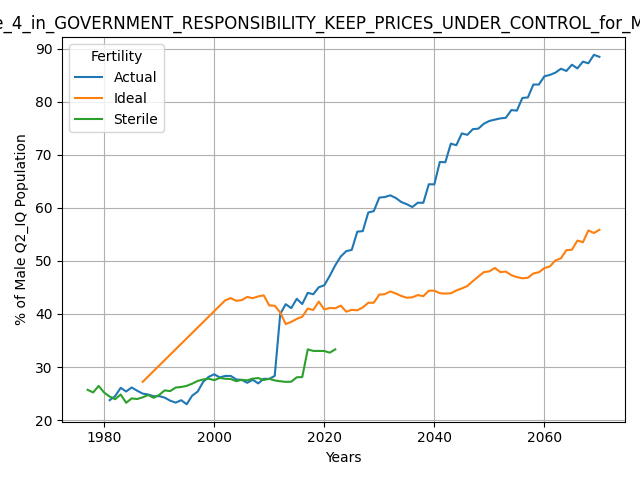 e_4_in_GOVERNMENT_RESPONSIBILITY_KEEP_PRICES_UNDER_CONTROL_for_M
Fertility
Actual
Ideal
Sterile
% of Male Q2_IQ Population
90
80
70
60
50
40
30
20
1980 2000 2020 2040 2060
Years